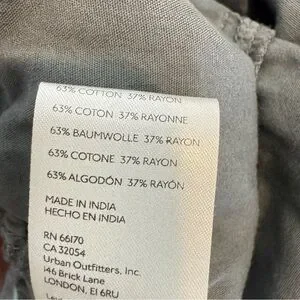 63% COTTON 37% RAYON
63% COTON 37% RAYONNE
63% BAUMWOLLE 37% RAYON
63% COTONE 37% RAYON
63% ALGODÓN 37% RAYÓN
MADE IN INDIA
HECHO EN INDIA
RN 66170
CA 32054
Urban Outfitters, Inc.
146 Brick Lane
LONDON, E1 6RU